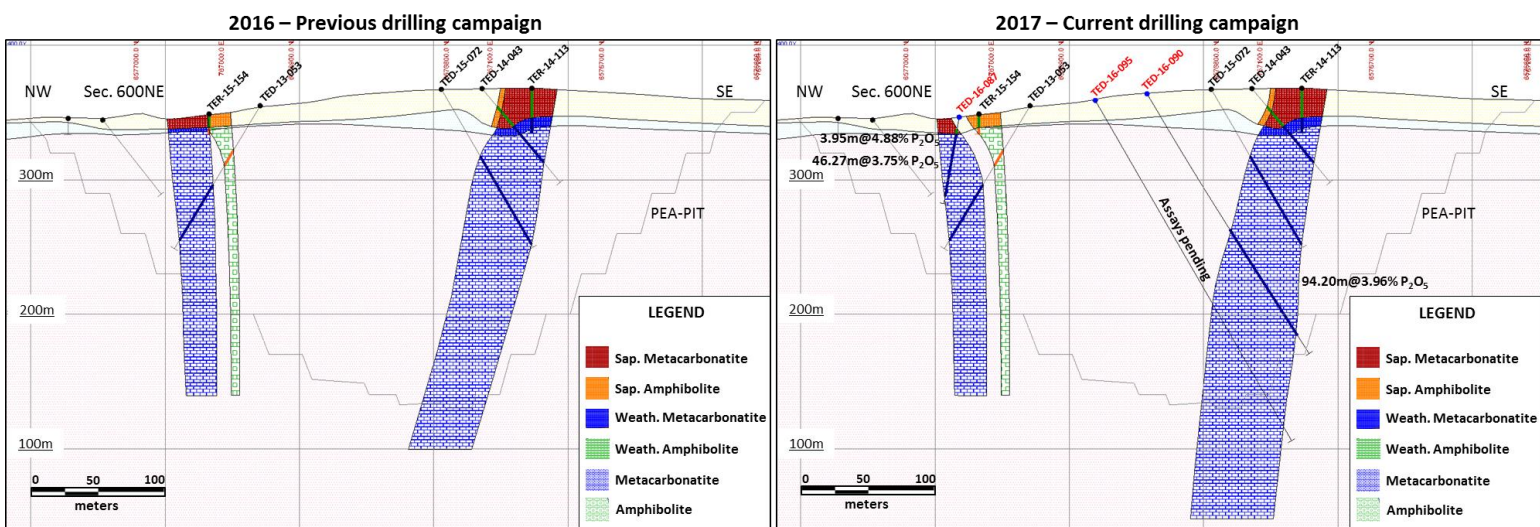 2016 – Previous drilling campaign
NW
Sec. 600NE
TER-15-154
TED-13-053
TED-15-072
TED-14-043
TER-14-113
SE
300m
200m
100m
PEA-PIT
LEGEND
Sap. Metacarbonatite
Sap. Amphibolite
Weath. Metacarbonatite
Weath. Amphibolite
Metacarbonatite
Amphibolite
0 50 100
meters
2017 – Current drilling campaign
NW
Sec. 600NE
TED-16-087
TER-15-154
TED-13-053
TED-16-095
TED-16-090
TED-15-072
TED-14-043
TER-14-113
SE
3.95m@4.88% P₂O₅
46.27m@3.75% P₂O₅
300m
200m
100m
Assays pending
94.20m@3.96% P₂O₅
PEA-PIT
LEGEND
Sap. Metacarbonatite
Sap. Amphibolite
Weath. Metacarbonatite
Weath. Amphibolite
Metacarbonatite
Amphibolite
0 50 100
meters